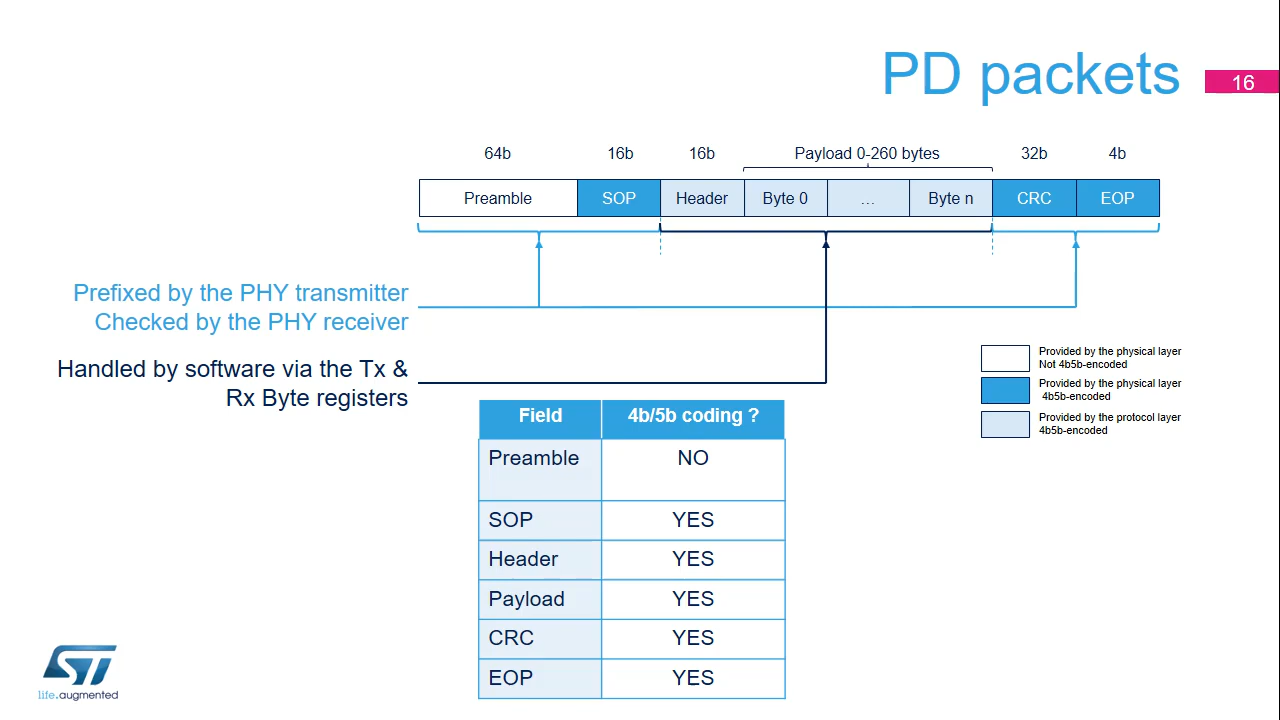 PD packets
16
64b 16b 16b Payload 0-260 bytes 32b 4b
Preamble SOP Header Byte 0 ... Byte n CRC EOP
Prefixed by the PHY transmitter
Checked by the PHY receiver
Handled by software via the Tx &
Rx Byte registers
Provided by the physical layer
Not 4b5b-encoded
Provided by the physical layer
4b5b-encoded
Provided by the protocol layer
4b5b-encoded
Field 4b/5b coding ?
Preamble NO
SOP YES
Header YES
Payload YES
CRC YES
EOP YES
ST
life.augmented